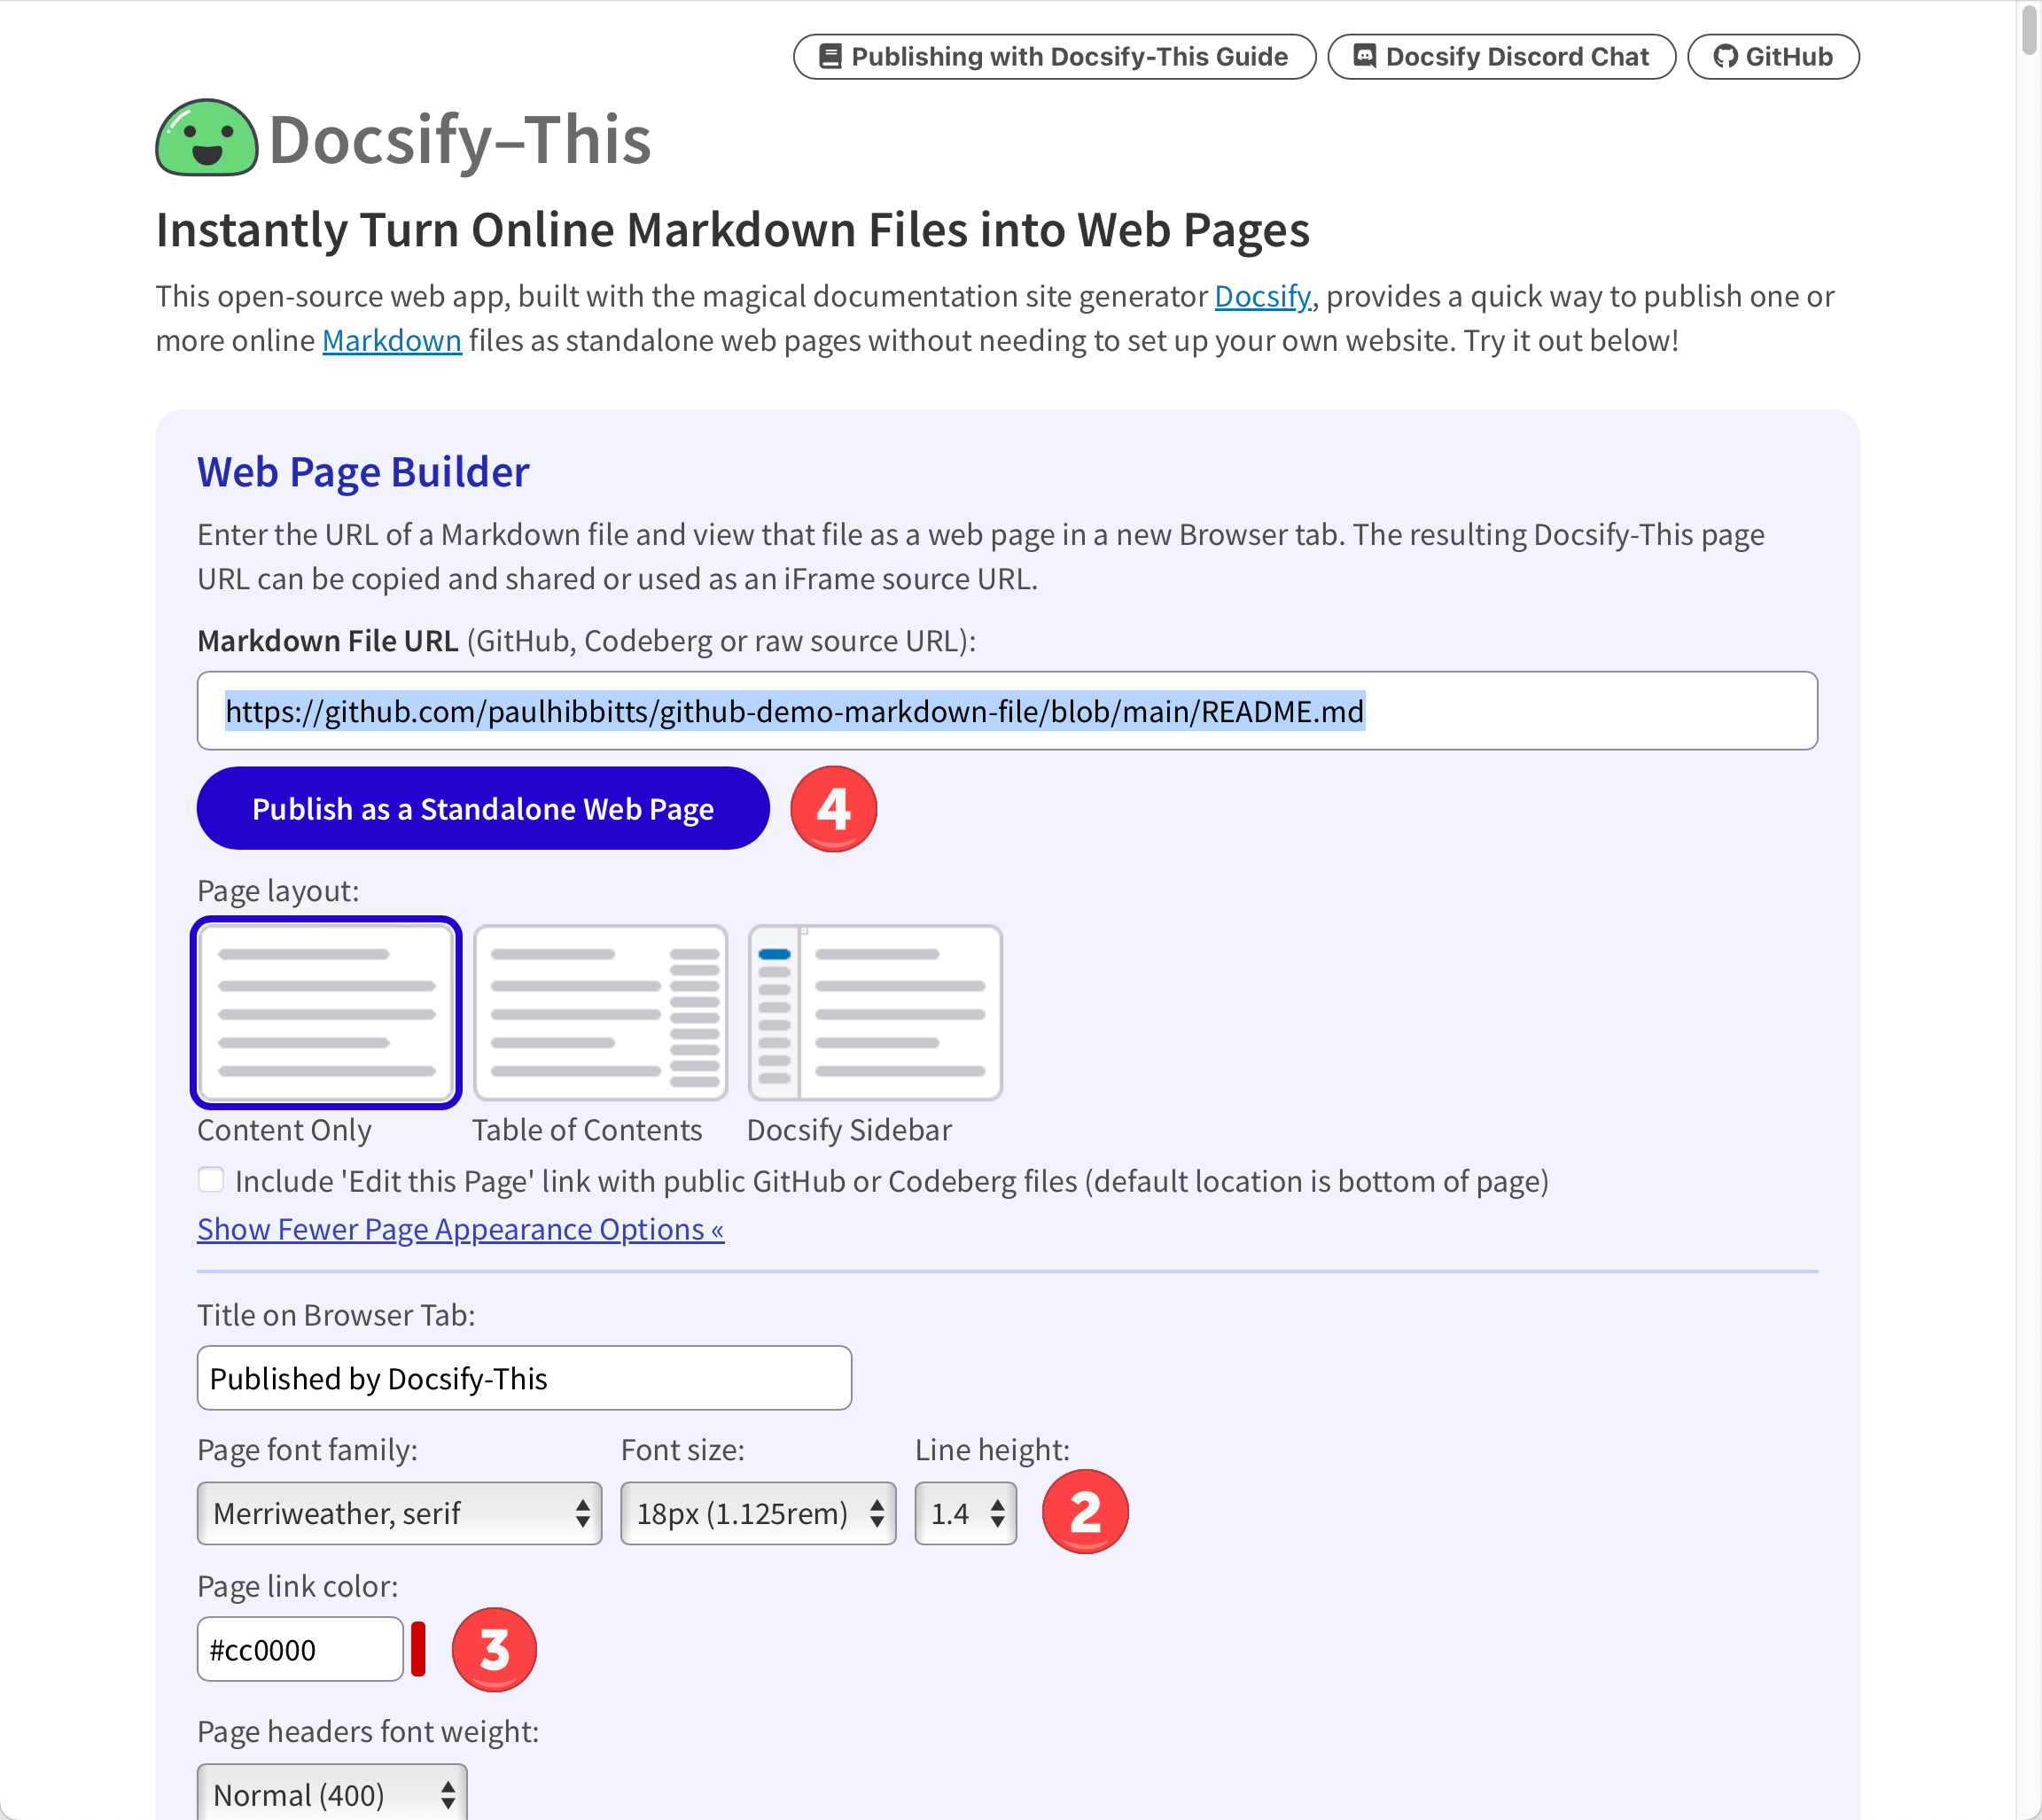 Publishing with Docsify-This Guide
Docsify Discord Chat
GitHub
Docsify–This
Instantly Turn Online Markdown Files into Web Pages
This open-source web app, built with the magical documentation site generator Docsify, provides a quick way to publish one or
more online Markdown files as standalone web pages without needing to set up your own website. Try it out below!
Web Page Builder
Enter the URL of a Markdown file and view that file as a web page in a new Browser tab. The resulting Docsify-This page
URL can be copied and shared or used as an iFrame source URL.
Markdown File URL (GitHub, Codeberg or raw source URL):
https://github.com/paulhibbitts/github-demo-markdown-file/blob/main/README.md
Publish as a Standalone Web Page
4
Page layout:
Content Only
Table of Contents
Docsify Sidebar
Include 'Edit this Page' link with public GitHub or Codeberg files (default location is bottom of page)
Show Fewer Page Appearance Options «
Title on Browser Tab:
Published by Docsify-This
Page font family:
Font size:
Line height:
Merriweather, serif
18px (1.125rem)
1.4
2
Page link color:
#cc0000
3
Page headers font weight:
Normal (400)